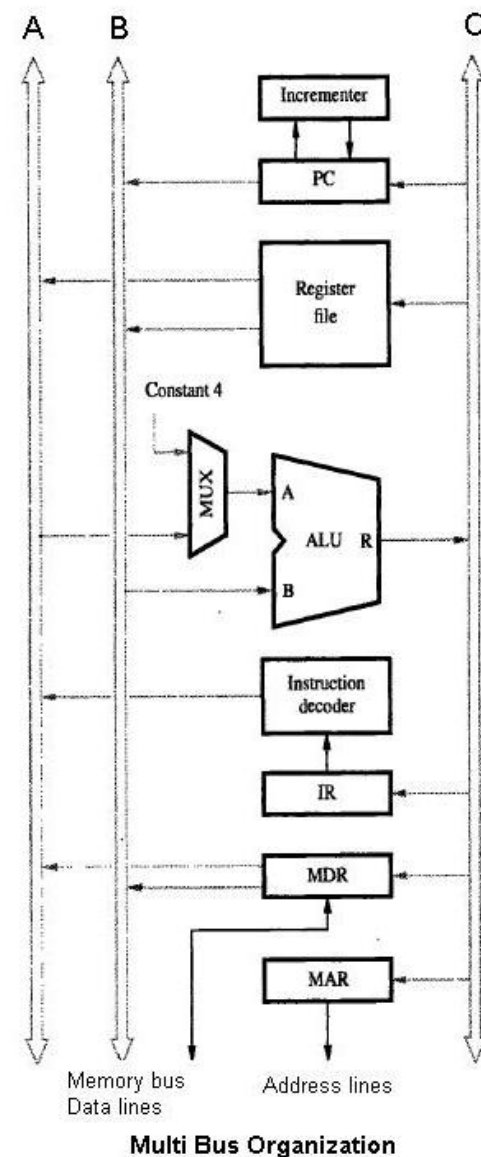 A B C
Incrementer
PC
Register
file
Constant 4
MUX
A
ALU R
B
Instruction
decoder
IR
MDR
MAR
Memory bus
Data lines
Address lines
Multi Bus Organization